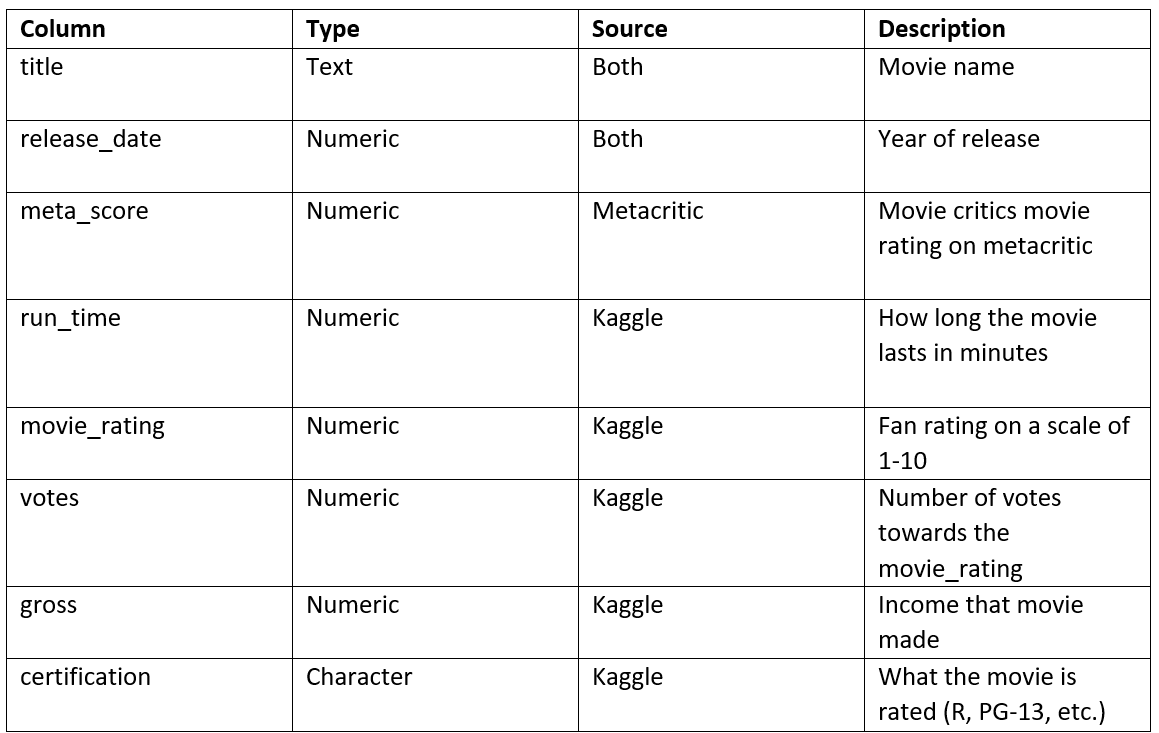 Column Type Source Description
title Text Both Movie name
release_date Numeric Both Year of release
meta_score Numeric Metacritic Movie critics movie
rating on metacritic
run_time Numeric Kaggle How long the movie
lasts in minutes
movie_rating Numeric Kaggle Fan rating on a scale of
1-10
votes Numeric Kaggle Number of votes
towards the
movie_rating
gross Numeric Kaggle Income that movie
made
certification Character Kaggle What the movie is
rated (R, PG-13, etc.)